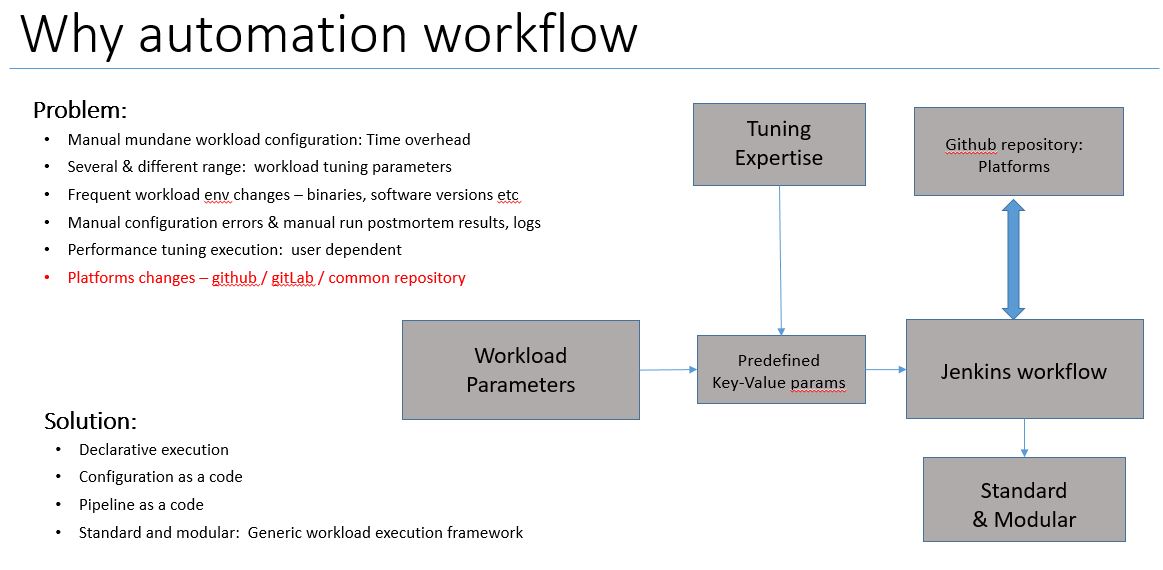 Why automation workflow
Problem:
• Manual mundane workload configuration: Time overhead
• Several & different range: workload tuning parameters
• Frequent workload env changes – binaries, software versions etc
• Manual configuration errors & manual run postmortem results, logs
• Performance tuning execution: user dependent
• Platforms changes – github / gitLab / common repository
Solution:
• Declarative execution
• Configuration as a code
• Pipeline as a code
• Standard and modular: Generic workload execution framework
Tuning
Expertise
Github repository:
Platforms
Workload
Parameters
Predefined
Key-Value params
Jenkins workflow
Standard
& Modular